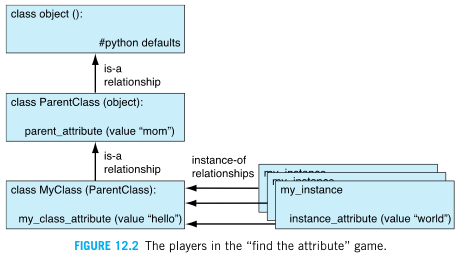 class object ():
#python defaults
is-a
relationship
class ParentClass (object):
parent_attribute (value “mom”)
is-a
relationship
instance-of
relationships
class MyClass (ParentClass):
my_class_attribute (value “hello”)
my_instance
instance_attribute (value “world”)
FIGURE 12.2 The players in the “find the attribute” game.